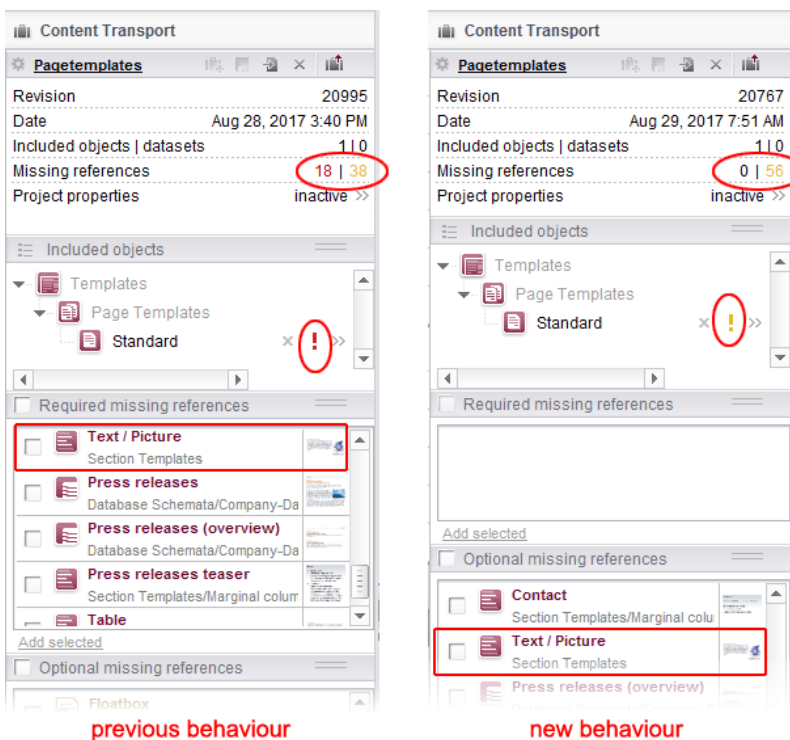 Content Transport
Pagetemplates
Revision 20995
Date Aug 28, 2017 3:40 PM
Included objects | datasets 1 | 0
Missing references 18 | 38
Project properties inactive >>
Included objects
Templates
Page Templates
Standard × ! >>
Required missing references
Text / Picture
Section Templates
Press releases
Database Schemata/Company-Da
Press releases (overview)
Database Schemata/Company-Da
Press releases teaser
Section Templates/Marginal colum
Table
Add selected
Optional missing references
Floatbox
previous behaviour
Content Transport
Pagetemplates
Revision 20767
Date Aug 29, 2017 7:51 AM
Included objects | datasets 1 | 0
Missing references 0 | 56
Project properties inactive >>
Included objects
Templates
Page Templates
Standard × ! >>
Required missing references
Add selected
Optional missing references
Contact
Section Templates/Marginal colu
Text / Picture
Section Templates
Press releases (overview)
new behaviour